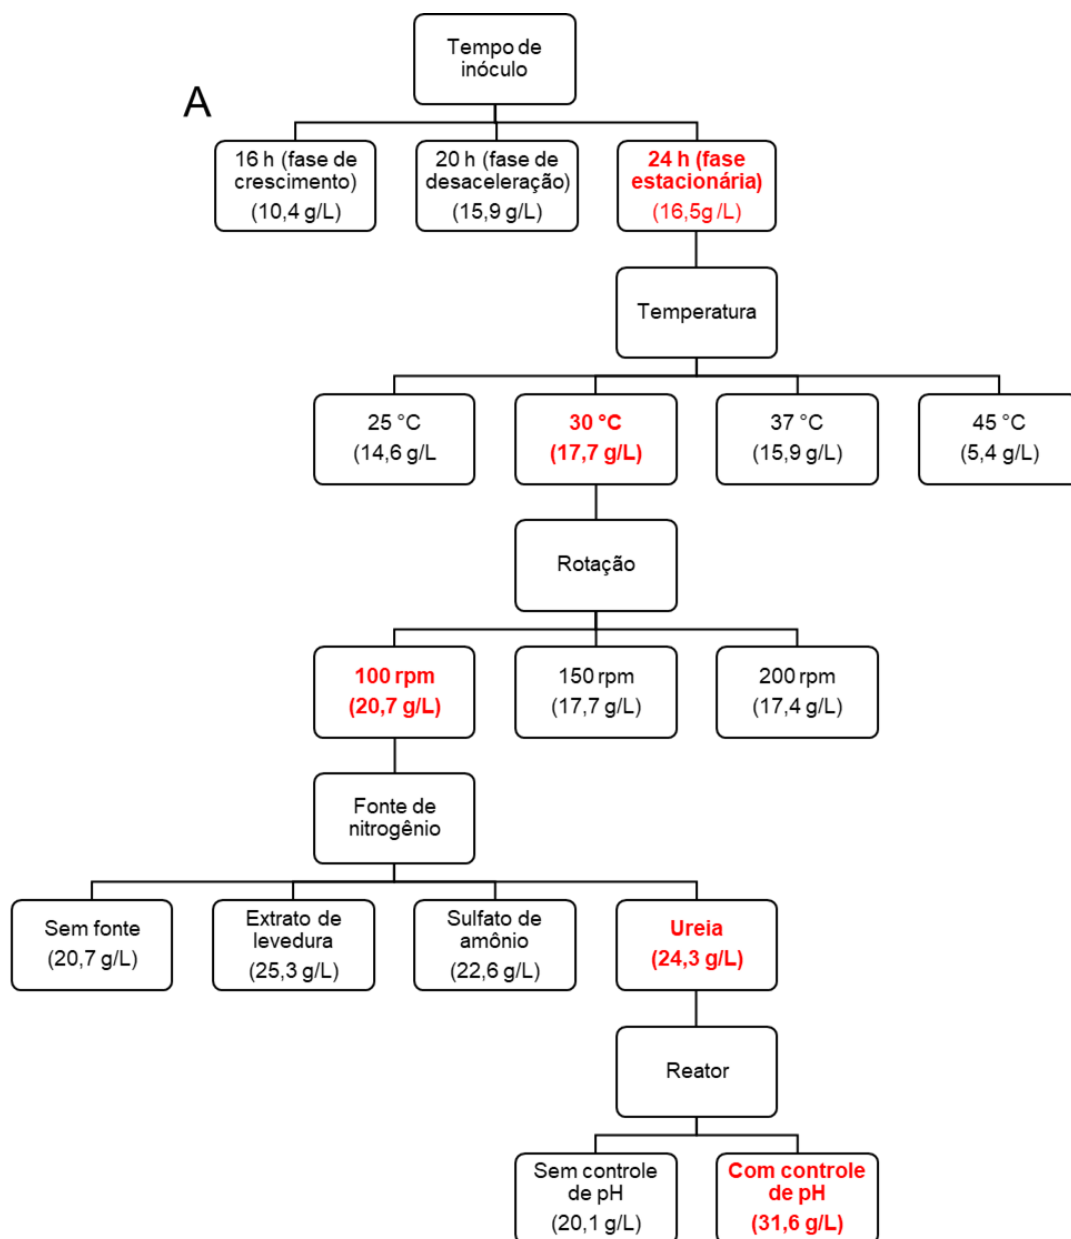 Tempo de
inóculo
A
16 h (fase de
crescimento)
(10,4 g/L)
20 h (fase de
desaceleração)
(15,9 g/L)
24 h (fase
estacionária)
(16,5g /L)
Temperatura
25 °C
(14,6 g/L
30 °C
(17,7 g/L)
37 °C
(15,9 g/L)
45 °C
(5,4 g/L)
Rotação
100 rpm
(20,7 g/L)
150 rpm
(17,7 g/L)
200 rpm
(17,4 g/L)
Fonte de
nitrogênio
Sem fonte
(20,7 g/L)
Extrato de
levedura
(25,3 g/L)
Sulfato de
amônio
(22,6 g/L)
Ureia
(24,3 g/L)
Reator
Sem controle
de pH
(20,1 g/L)
Com controle
de pH
(31,6 g/L)